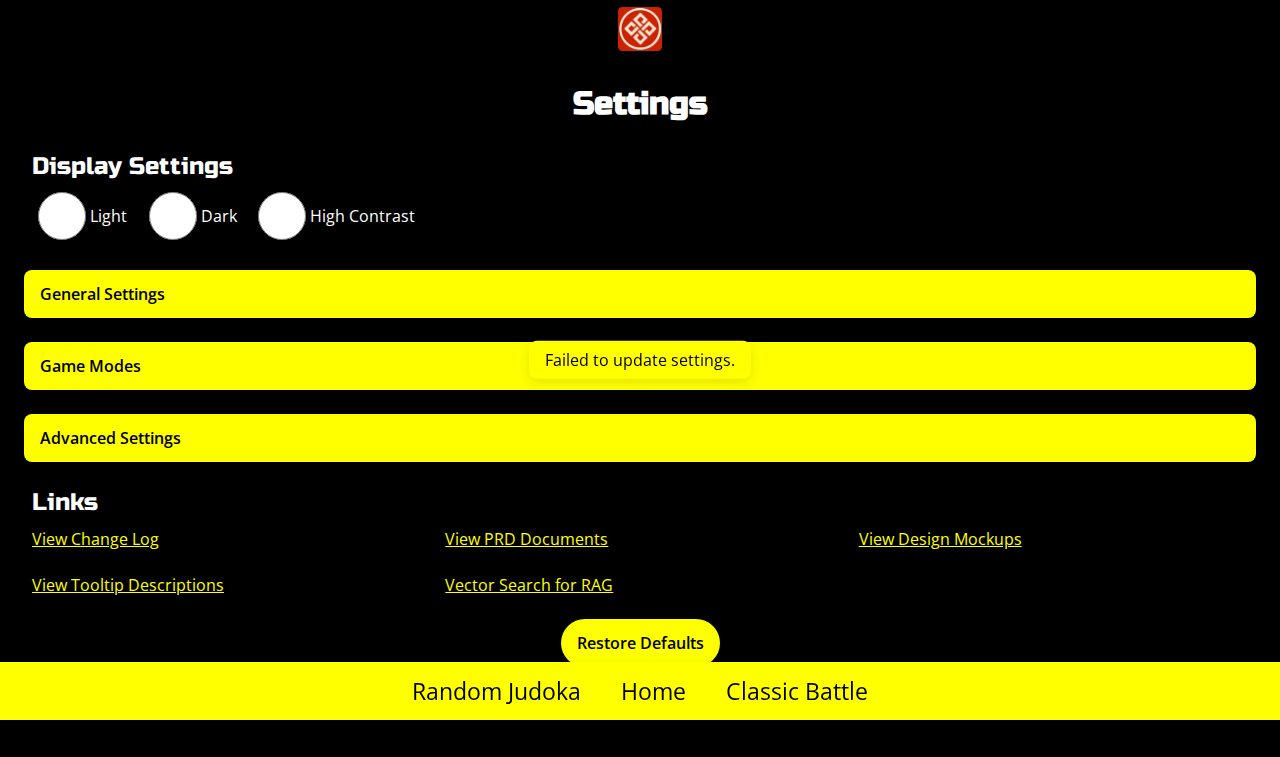 Settings
Display Settings
Light Dark High Contrast
General Settings
Game Modes
Failed to update settings.
Advanced Settings
Links
View Change Log View PRD Documents View Design Mockups
View Tooltip Descriptions Vector Search for RAG
Restore Defaults
Random Judoka Home Classic Battle